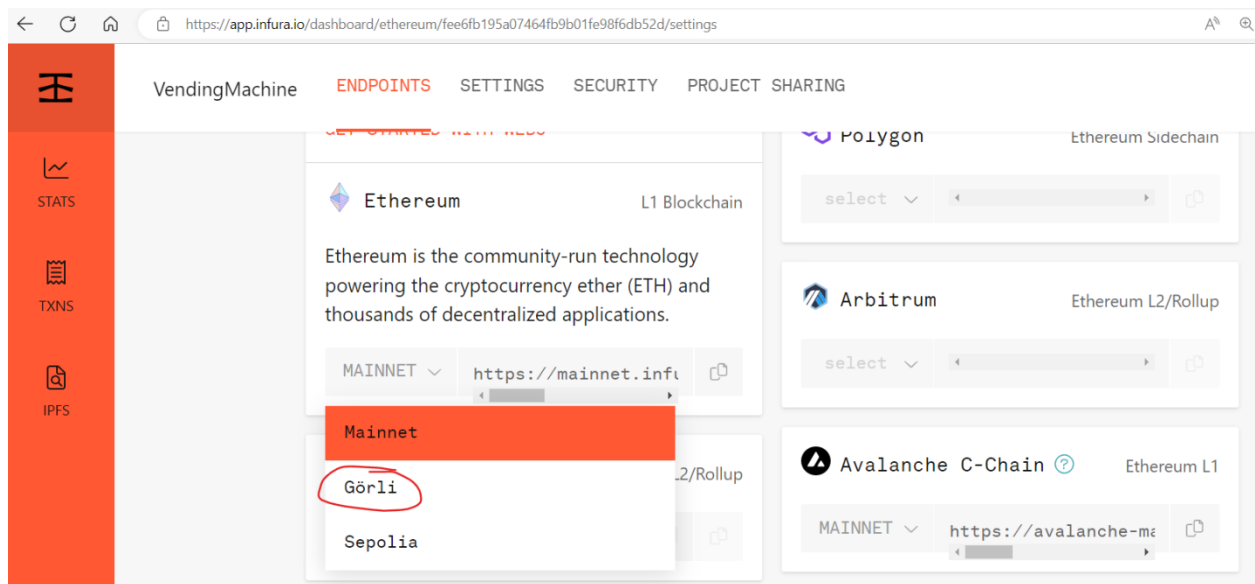 https://app.infura.io/dashboard/ethereum/fee6fb195a07464fb9b01fe98f6db52d/settings
VendingMachine ENDPOINTS SETTINGS SECURITY PROJECT SHARING
STATS
TXNS
IPFS
Ethereum L1 Blockchain
Ethereum is the community-run technology
powering the cryptocurrency ether (ETH) and
thousands of decentralized applications.
MAINNET https://mainnet.infu
Mainnet
Görli
Sepolia
L2/Rollup
Polygon Ethereum Sidechain
select
Arbitrum Ethereum L2/Rollup
select
Avalanche C-Chain ? Ethereum L1
MAINNET https://avalanche-ma